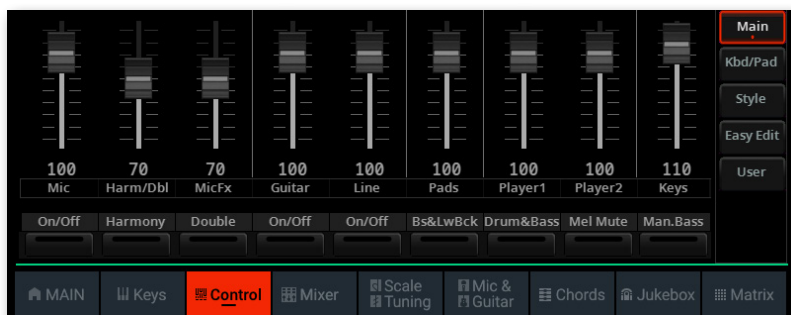 Main
Kbd/Pad
Style
Easy Edit
User
100 70 70 100 100 100 100 100 110
Mic Harm/Dbl MicFx Guitar Line Pads Player1 Player2 Keys
On/Off Harmony Double On/Off On/Off Bs&LwBck Drum&Bass Mel Mute Man.Bass
MAIN Keys Control Mixer Scale Tuning Mic & Guitar Chords Jukebox Matrix